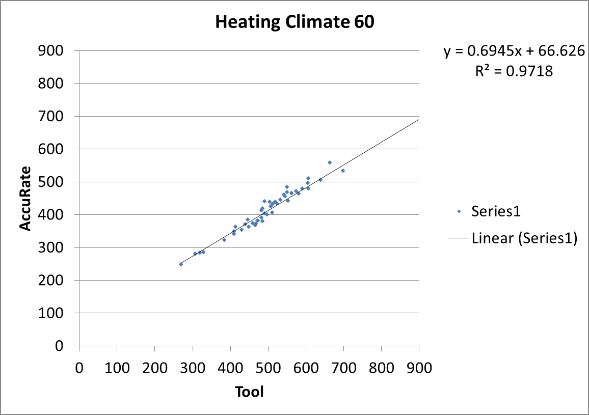 Heating Climate 60
y = 0.6945x + 66.626
R² = 0.9718
900
800
700
600
500
400
300
200
100
0
AccuRate
0 100 200 300 400 500 600 700 800 900
Tool
Series1
Linear (Series1)